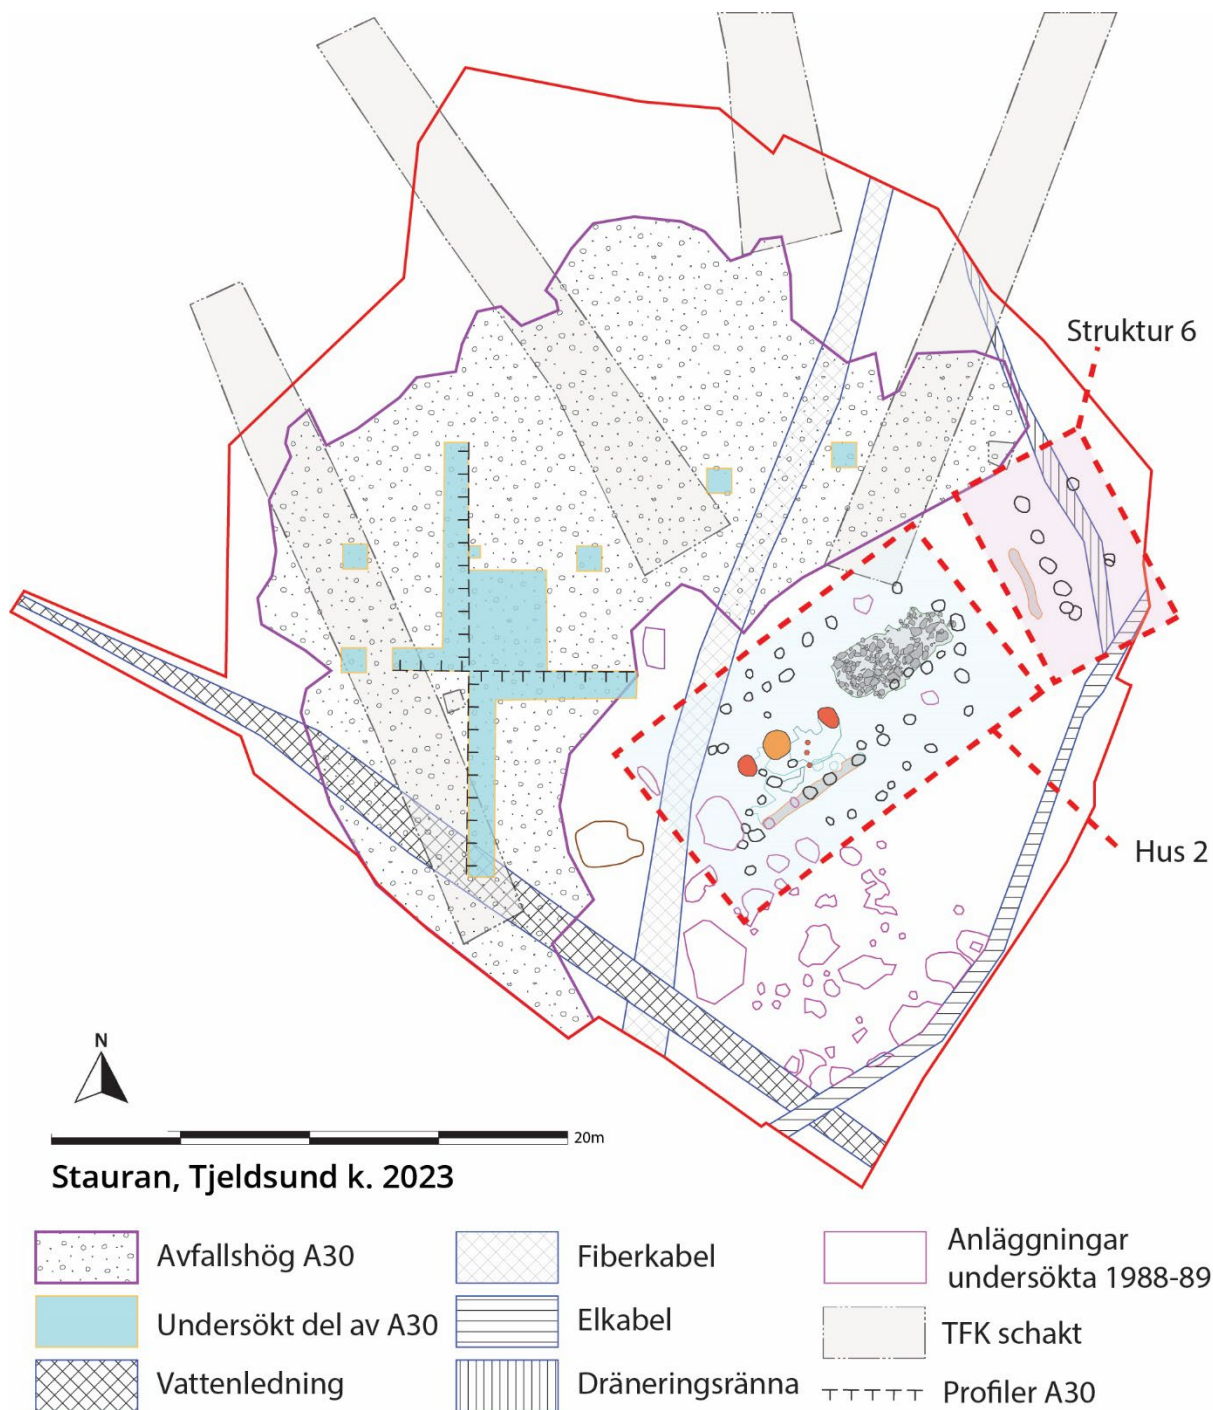 Struktur 6
Hus 2
N
20m
Stauran, Tjeldsund k. 2023
Avfallshög A30
Fiberkabel
Anläggningar
undersökta 1988-89
Undersökt del av A30
Elkabel
TFK schakt
Vattenledning
Dräneringsränna
Profiler A30